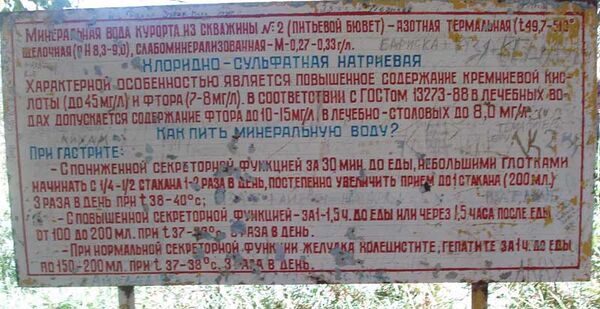 Минеральная вода курорта из скважины №2 (питьевой бювет) – азотная термальная (t49,7-51,3°
щелочная (pH 8,3-9,0), слабоминерализованная – М-0,27-0,33 г/л.
хлоридно-сульфатная натриевая
Характерной особенностью является повышенное содержание кремниевой кис-
лоты (до 45 мг/л) и фтора (7-8 мг/л). В соответствии с ГОСТом 13273-88 в лечебных во-
дах допускается содержание фтора до 10-15 мг/л в лечебно-столовых до 8,0 мг/л.
Как пить минеральную воду?
При гастрите:
– С пониженной секреторной функцией за 30 мин. до еды, небольшими глотками
начинать с 1/4-1/2 стакана 1- раза в день, постепенно увеличить прием до 1 стакана (200 мл.)
3 раза в день при t 38-40°с;
– С повышенной секреторной функцией – за 1-1,5 ч. до еды или через 1,5 часа после еды
от 100 до 200 мл. при t 37- раза в день.
– При нормальной секреторной функции желудка холецистите, гепатите за 1 ч. до еды
по 150-200 мл. при t 37-38°с, 3 раза в день.